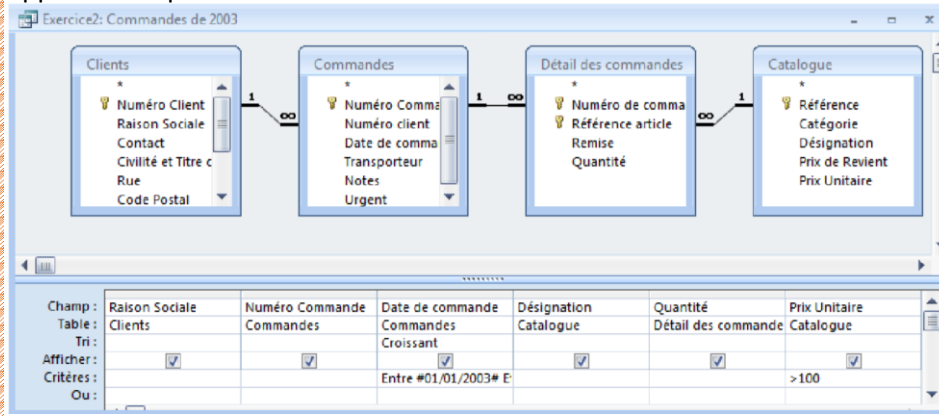 Exercice2: Commandes de 2003
Clients
*
Numéro Client
Raison Sociale
Contact
Civilité et Titre c
Rue
Code Postal
1
∞
Commandes
*
Numéro Comma
Numéro client
Date de comma
Transporteur
Notes
Urgent
1
∞
Détail des commandes
*
Numéro de comma
Référence article
Remise
Quantité
∞
1
Catalogue
*
Référence
Catégorie
Désignation
Prix de Revient
Prix Unitaire
Champ : Raison Sociale Numéro Commande Date de commande Désignation Quantité Prix Unitaire
Table : Clients Commandes Commandes Catalogue Détail des commande Catalogue
Tri : Croissant
Afficher :
Critères : Entre #01/01/2003# E >100
Ou :